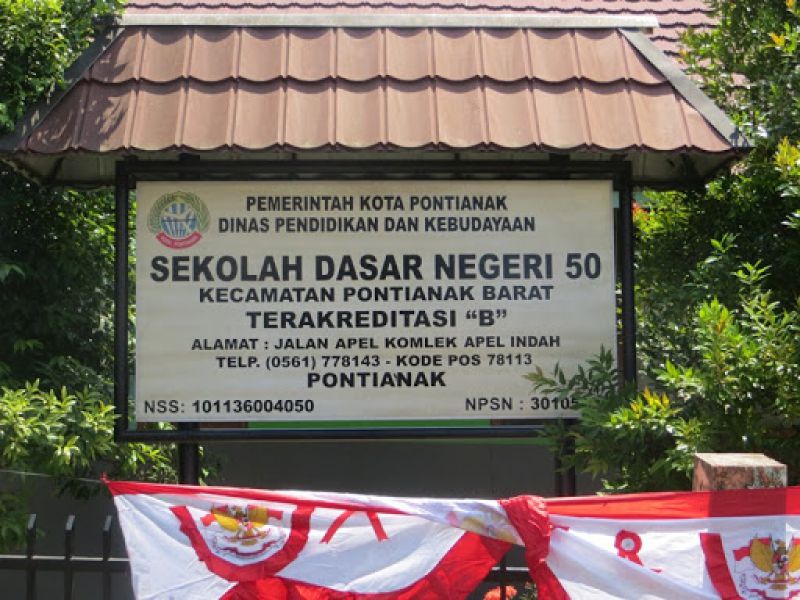 PEMERINTAH KOTA PONTIANAK
DINAS PENDIDIKAN DAN KEBUDAYAAN
SEKOLAH DASAR NEGERI 50
KECAMATAN PONTIANAK BARAT
TERAKREDITASI “B”
ALAMAT : JALAN APEL KOMLEK APEL INDAH
TELP. (0561) 778143 - KODE POS 78113
PONTIANAK
NSS: 101136004050
NPSN :